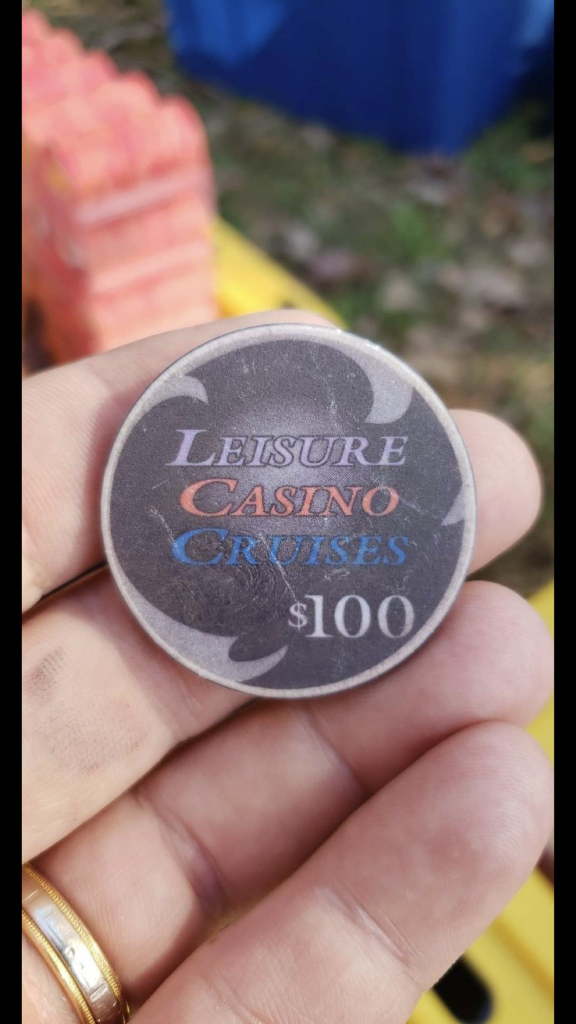 LEISURE
CASINO
CRUISES
$100